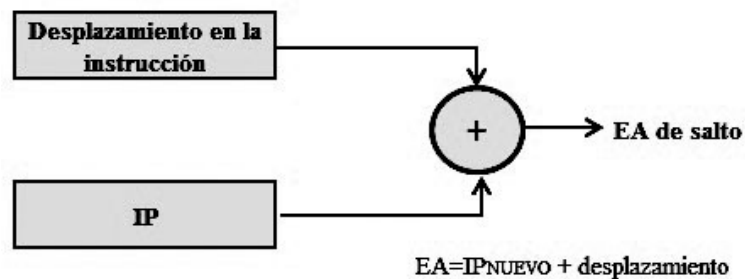 Desplazamiento en la
instrucción
+
EA de salto
IP
EA=IPNUEVO + desplazamiento